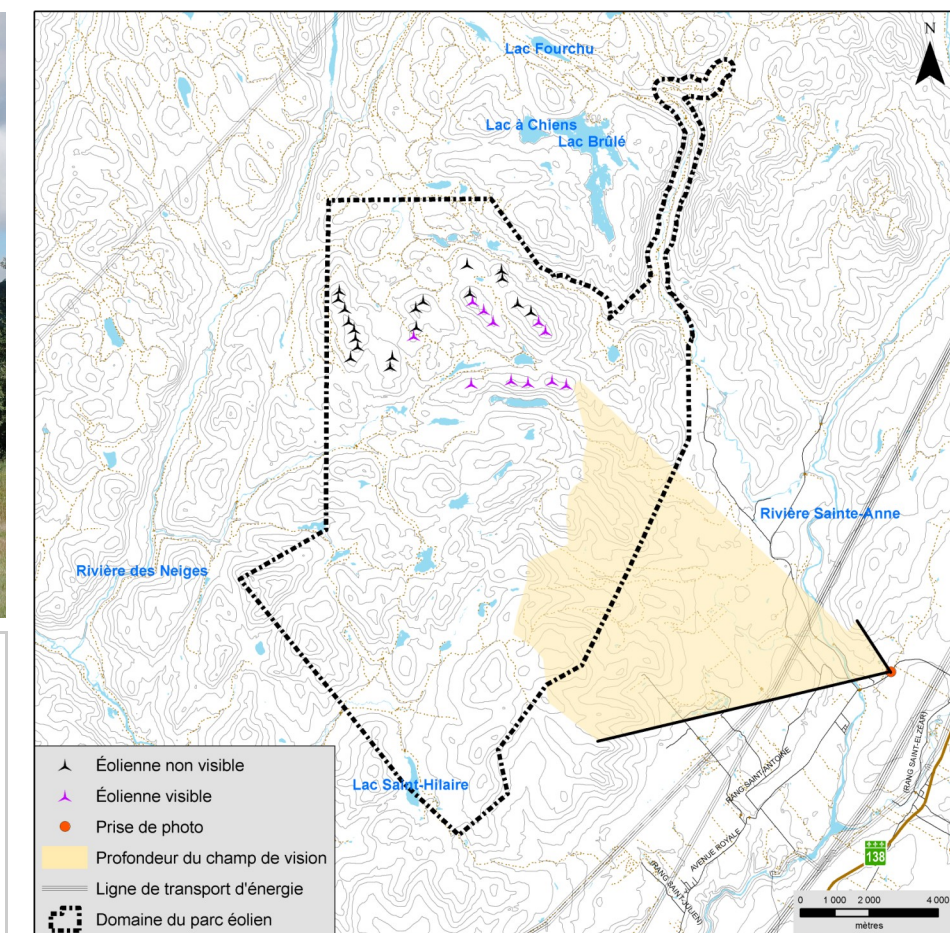 N
Lac Fourchu
Lac à Chiens
Lac Brûlé
Rivière Sainte-Anne
Rivière des Neiges
Lac Saint-Hilaire
RANG SAINT-ANTOINE
AVENUE ROYALE
(RANG SAINT-JULIEN)
(RANG SAINT-ELZÉAR)
138
Éolienne non visible
Éolienne visible
Prise de photo
Profondeur du champ de vision
Ligne de transport d'énergie
Domaine du parc éolien
0 1 000 2 000 4 000
mètres